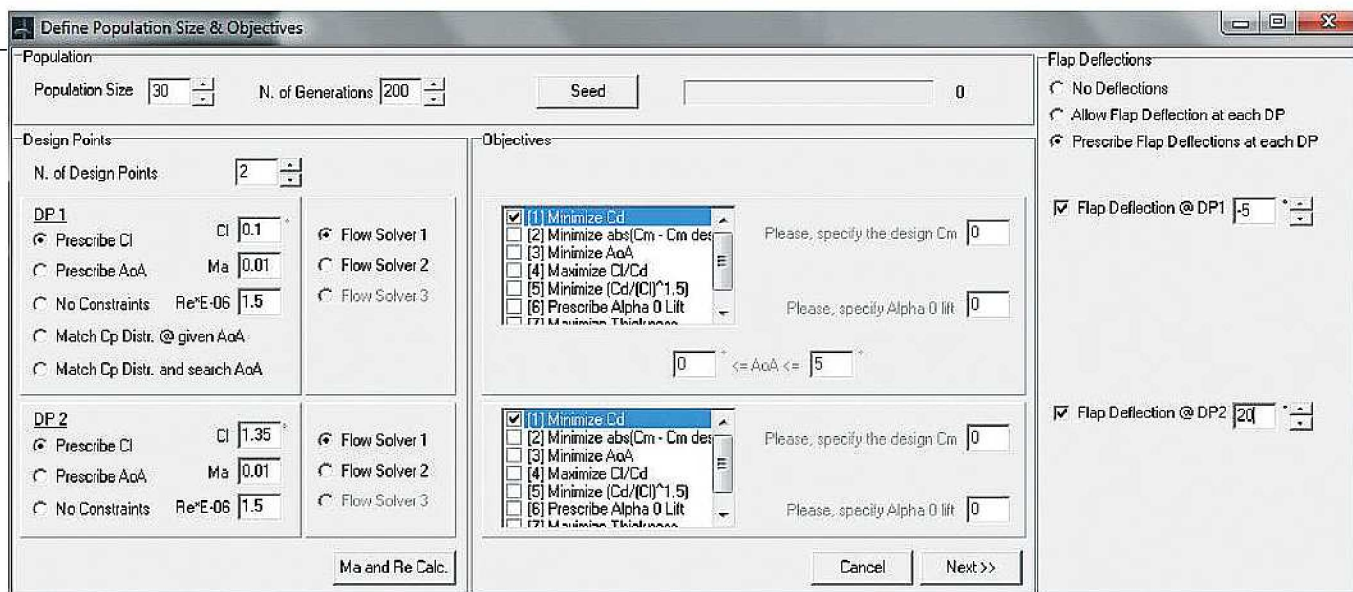 Define Population Size & Objectives
Population
Population Size 30 N. of Generations 200 Seed 0
Design Points
N. of Design Points 2
DP 1
Prescribe Cl Cl 0.1 °
Prescribe AoA Ma 0.01
No Constraints Re*E-06 1.5
Match Cp Distr. @ given AoA
Match Cp Distr. and search AoA
Flow Solver 1
Flow Solver 2
Flow Solver 3
DP 2
Prescribe Cl Cl 1.35 °
Prescribe AoA Ma 0.01
No Constraints Re*E-06 1.5
Flow Solver 1
Flow Solver 2
Flow Solver 3
Ma and Re Calc.
Objectives
[1] Minimize Cd
[2] Minimize abs(Cm - Cm des
[3] Minimize AoA
[4] Maximize Cl/Cd
[5] Minimize (Cd/(Cl)^1.5)
[6] Prescribe Alpha 0 Lift
[7] Maximize Thickness
Please, specify the design Cm 0
Please, specify Alpha 0 lift 0
0 ° <= AoA <= 5 °
[1] Minimize Cd
[2] Minimize abs(Cm - Cm des
[3] Minimize AoA
[4] Maximize Cl/Cd
[5] Minimize (Cd/(Cl)^1.5)
[6] Prescribe Alpha 0 Lift
[7] Maximize Thickness
Please, specify the design Cm 0
Please, specify Alpha 0 lift 0
Cancel Next >>
Flap Deflections
No Deflections
Allow Flap Deflection at each DP
Prescribe Flap Deflections at each DP
Flap Deflection @ DP1 -5 °
Flap Deflection @ DP2 20 °